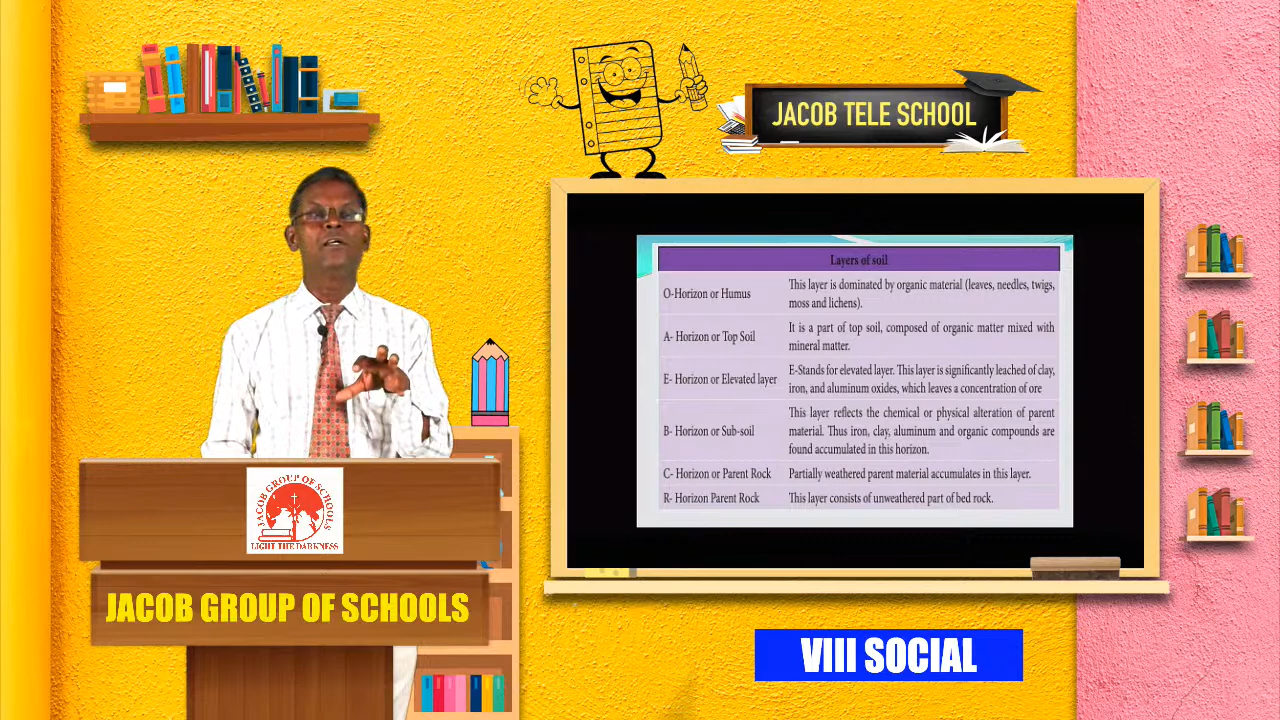 JACOB TELE SCHOOL
Layers of soil
O-Horizon or Humus
This layer is dominated by organic material (leaves, needles, twigs,
moss and lichens).
A- Horizon or Top Soil
It is a part of top soil, composed of organic matter mixed with
mineral matter.
E- Horizon or Elevated layer
E-Stands for elevated layer. This layer is significantly leached of clay,
iron, and aluminum oxides, which leaves a concentration of ore
B- Horizon or Sub-soil
This layer reflects the chemical or physical alteration of parent
material. Thus iron, clay, aluminum and organic compounds are
found accumulated in this horizon.
C- Horizon or Parent Rock
Partially weathered parent material accumulates in this layer.
R- Horizon Parent Rock
This layer consists of unweathered part of bed rock.
JACOB GROUP OF SCHOOLS
LIGHT THE DARKNESS
JACOB GROUP OF SCHOOLS
VIII SOCIAL